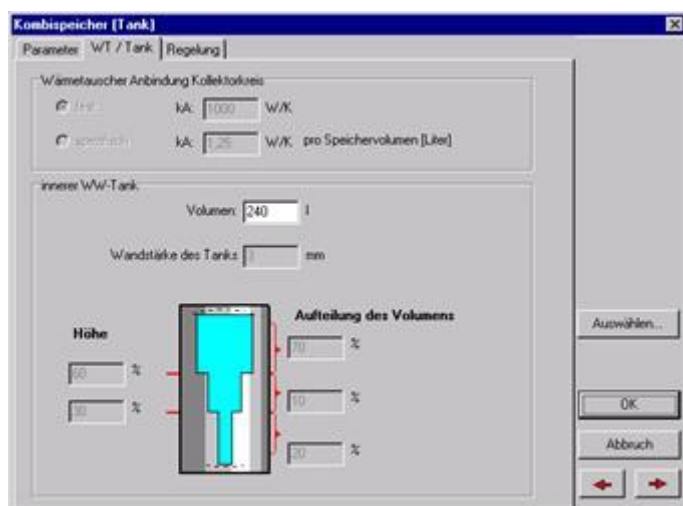 Kombispeicher [Tank]
Parameter WT / Tank Regelung
Wärmetauscher Anbindung Kollektorkreis
kA: 1000 W/K
spezifisch kA: 1,25 W/K pro Speichervolumen [Liter]
innerer WW-Tank
Volumen: 240 l
Wandstärke des Tanks mm
Höhe
Aufteilung des Volumens
60 %
30 %
70 %
10 %
20 %
Auswählen...
OK
Abbruch